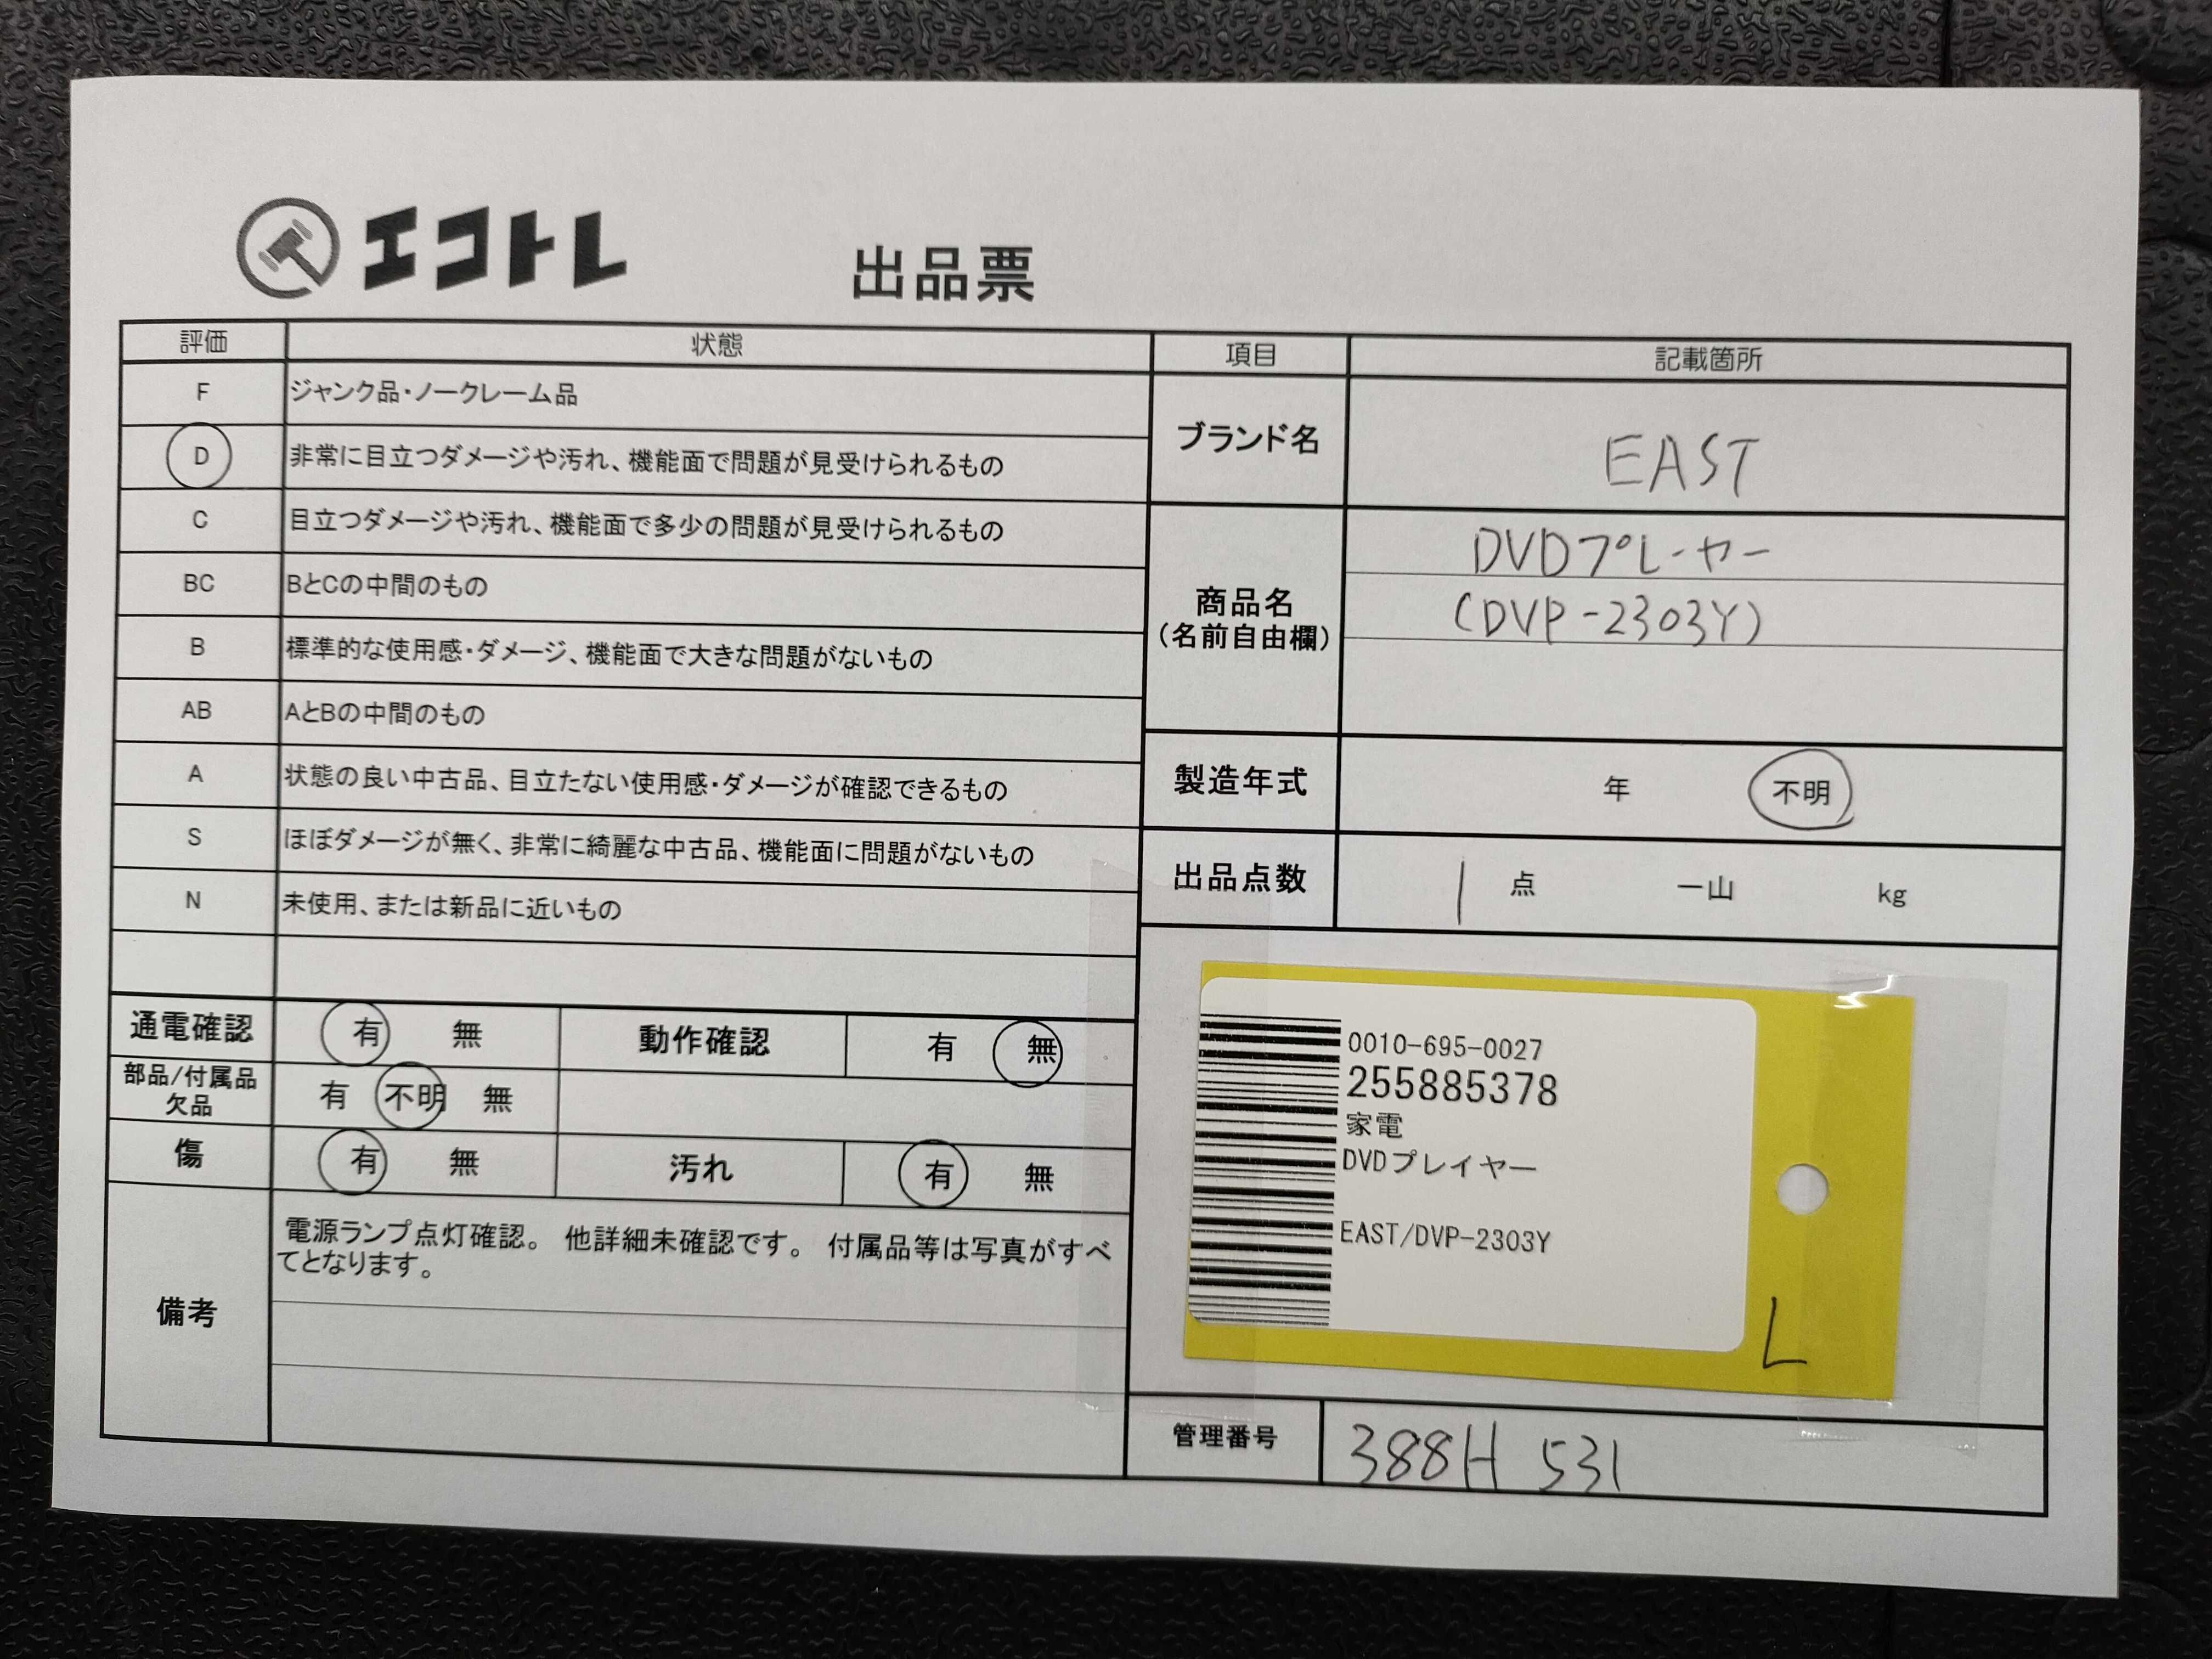 エコトレ
出品票
評価 状態
F ジャンク品・ノークレーム品
D 非常に目立つダメージや汚れ、機能面で問題が見受けられるもの
C 目立つダメージや汚れ、機能面で多少の問題が見受けられるもの
BC BとCの中間のもの
B 標準的な使用感・ダメージ、機能面で大きな問題がないもの
AB AとBの中間のもの
A 状態の良い中古品、目立たない使用感・ダメージが確認できるもの
S ほぼダメージが無く、非常に綺麗な中古品、機能面に問題がないもの
N 未使用、または新品に近いもの
通電確認 有 無 動作確認 有 無
部品/付属品
欠品 有 不明 無
傷 有 無 汚れ 有 無
備考
電源ランプ点灯確認。 他詳細未確認です。 付属品等は写真がすべ
てとなります。
項目 記載箇所
ブランド名 EAST
商品名
(名前自由欄)
DVDプレーヤー
(DVP-2303Y)
製造年式 年 不明
出品点数 1 点 一山 kg
0010-695-0027
255885378
家電
DVDプレイヤー
EAST/DVP-2303Y
L
管理番号 388H 531